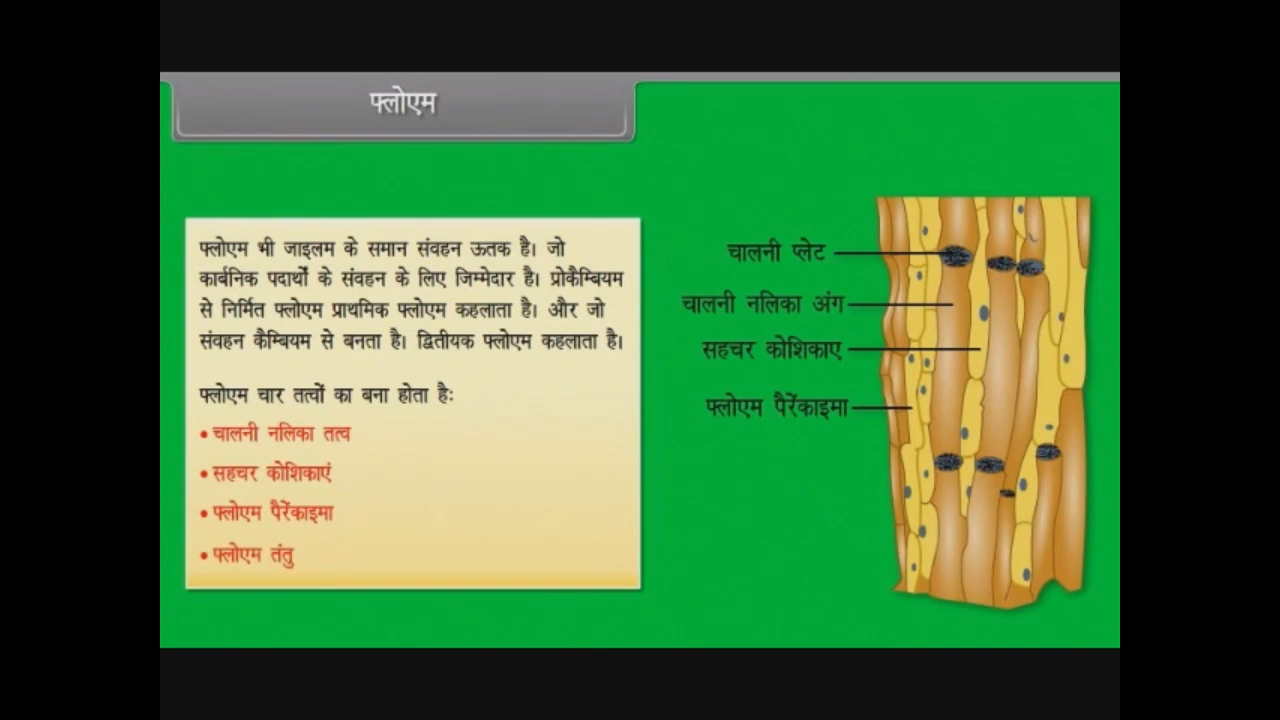 फ्लोएम
फ्लोएम भी जाइलम के समान संवहन ऊतक है। जो
कार्बनिक पदार्थों के संवहन के लिए जिम्मेदार है। प्रोकैम्बियम
से निर्मित फ्लोएम प्राथमिक फ्लोएम कहलाता है। और जो
संवहन कैम्बियम से बनता है। द्वितीयक फ्लोएम कहलाता है।
फ्लोएम चार तत्वों का बना होता है:
• चालनी नलिका तत्व
• सहचर कोशिकाएं
• फ्लोएम पैरेंकाइमा
• फ्लोएम तंतु
चालनी प्लेट
चालनी नलिका अंग
सहचर कोशिकाए
फ्लोएम पैरेंकाइमा